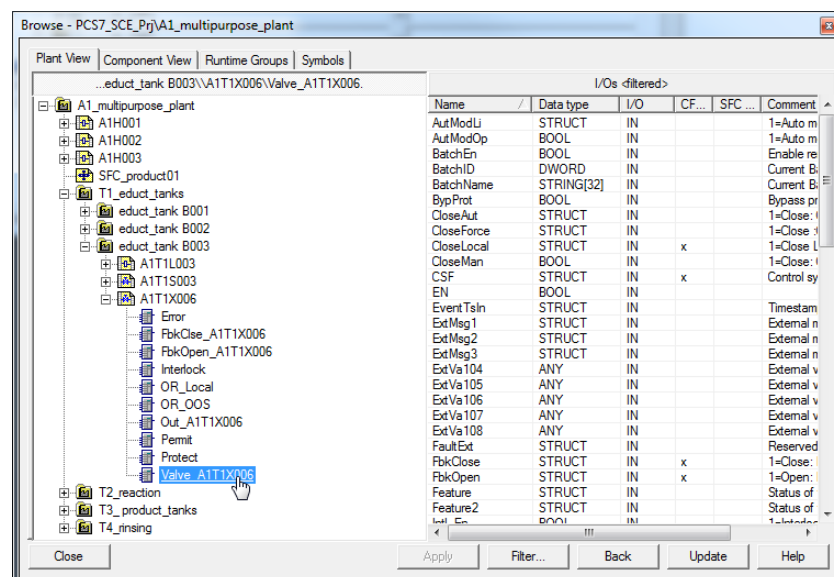 Browse - PCS7_SCE_Prj\A1_multipurpose_plant
Plant View Component View Runtime Groups Symbols
...educt_tank B003\\A1T1X006\Valve_A1T1X006.
I/Os <filtered>
A1_multipurpose_plant
A1H001
A1H002
A1H003
SFC_product01
T1_educt_tanks
educt_tank B001
educt_tank B002
educt_tank B003
A1T1L003
A1T1S003
A1T1X006
Error
FbkClse_A1T1X006
FbkOpen_A1T1X006
Interlock
OR_Local
OR_OOS
Out_A1T1X006
Permit
Protect
Valve_A1T1X006
T2_reaction
T3_product_tanks
T4_rinsing
Name / Data type I/O CF... SFC ... Comment
AutModLi STRUCT IN 1=Auto m
AutModOp BOOL IN 1=Auto m
BatchEn BOOL IN Enable re
BatchID DWORD IN Current B
BatchName STRING[32] IN Current B
BypProt BOOL IN Bypass pr
CloseAut STRUCT IN 1=Close:
CloseForce STRUCT IN 1=Close :
CloseLocal STRUCT IN x 1=Close L
CloseMan BOOL IN 1=Close:
CSF STRUCT IN x Control sy
EN BOOL IN
EventTsIn STRUCT IN Timestam
ExtMsg1 STRUCT IN External m
ExtMsg2 STRUCT IN External m
ExtMsg3 STRUCT IN External m
ExtVa104 ANY IN External v
ExtVa105 ANY IN External v
ExtVa106 ANY IN External v
ExtVa107 ANY IN External v
ExtVa108 ANY IN External v
FaultExt STRUCT IN Reserved
FbkClose STRUCT IN x 1=Close:
FbkOpen STRUCT IN x 1=Open:
Feature STRUCT IN Status of
Feature2 STRUCT IN Status of
Close Apply Filter... Back Update Help